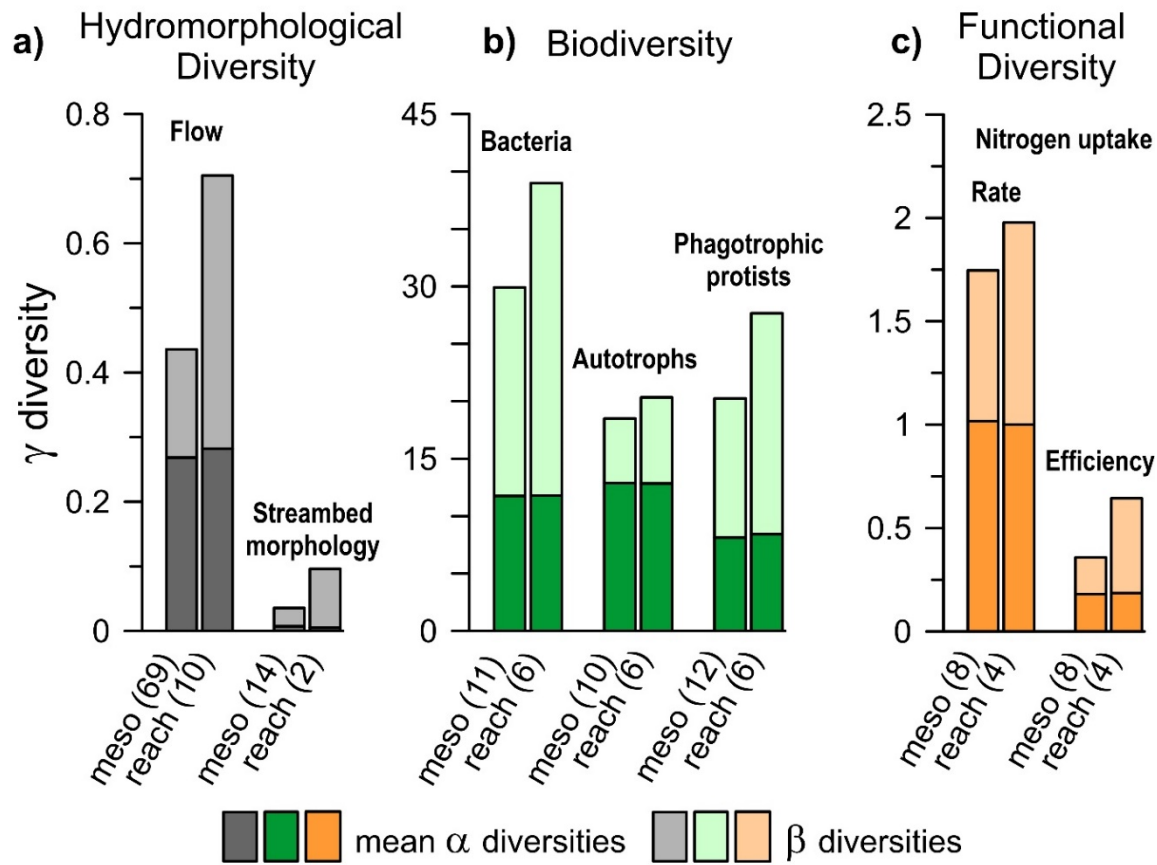 a) Hydromorphological
Diversity
γ diversity
0.8
0.6
0.4
0.2
0
Flow
Streambed
morphology
meso (69)
reach (10)
meso (14)
reach (2)
b) Biodiversity
45
30
15
0
Bacteria
Autotrophs
Phagotrophic
protists
meso (11)
reach (6)
meso (10)
reach (6)
meso (12)
reach (6)
c) Functional
Diversity
2.5
2
1.5
1
0.5
0
Nitrogen uptake
Rate
Efficiency
meso (8)
reach (4)
meso (8)
reach (4)
mean α diversities
β diversities